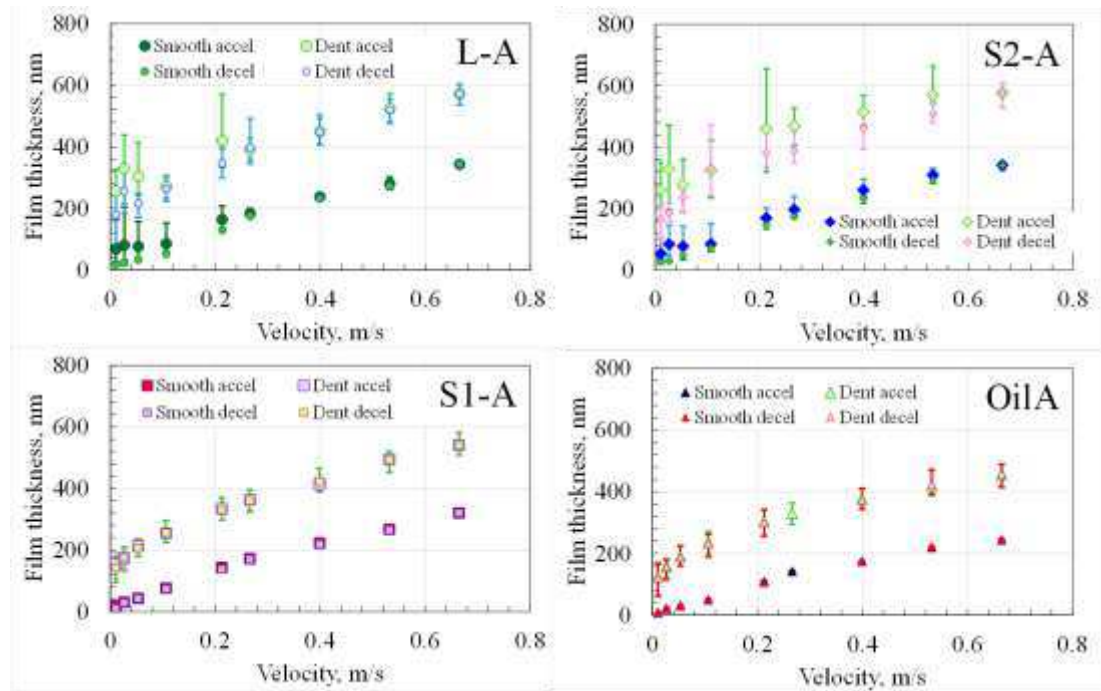 800
600
400
200
0
Film thickness, nm
Smooth accel
Dent accel
Smooth decel
Dent decel
L-A
0 0.2 0.4 0.6 0.8
Velocity, m/s
800
600
400
200
0
Film thickness, nm
S2-A
Smooth accel
Dent accel
Smooth decel
Dent decel
0 0.2 0.4 0.6 0.8
Velocity, m/s
800
600
400
200
0
Film thickness, nm
Smooth accel
Dent accel
Smooth decel
Dent decel
S1-A
0 0.2 0.4 0.6 0.8
Velocity, m/s
800
600
400
200
0
Film thickness, nm
Smooth accel
Dent accel
Smooth decel
Dent decel
OilA
0 0.2 0.4 0.6 0.8
Velocity, m/s